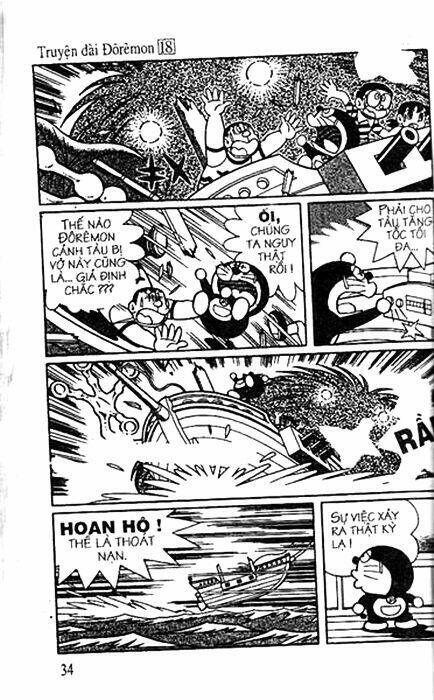 Truyện dài Đôrêmon 18
THẾ NÀO
ĐÔRÊMON
CẢNH TÀU BỊ
VỠ NÀY CŨNG
LÀ... GIẢ ĐỊNH
CHẮC ???
ỐI,
CHÚNG
TA NGUY
THẬT
RỒI !
PHẢI CHO
TÀU TĂNG
TỐC TỐI
ĐA...
RẦ
HOAN HÔ !
THẾ LÀ THOÁT
NẠN.
SỰ VIỆC XẢY
RA THẬT KỲ
LẠ !
34